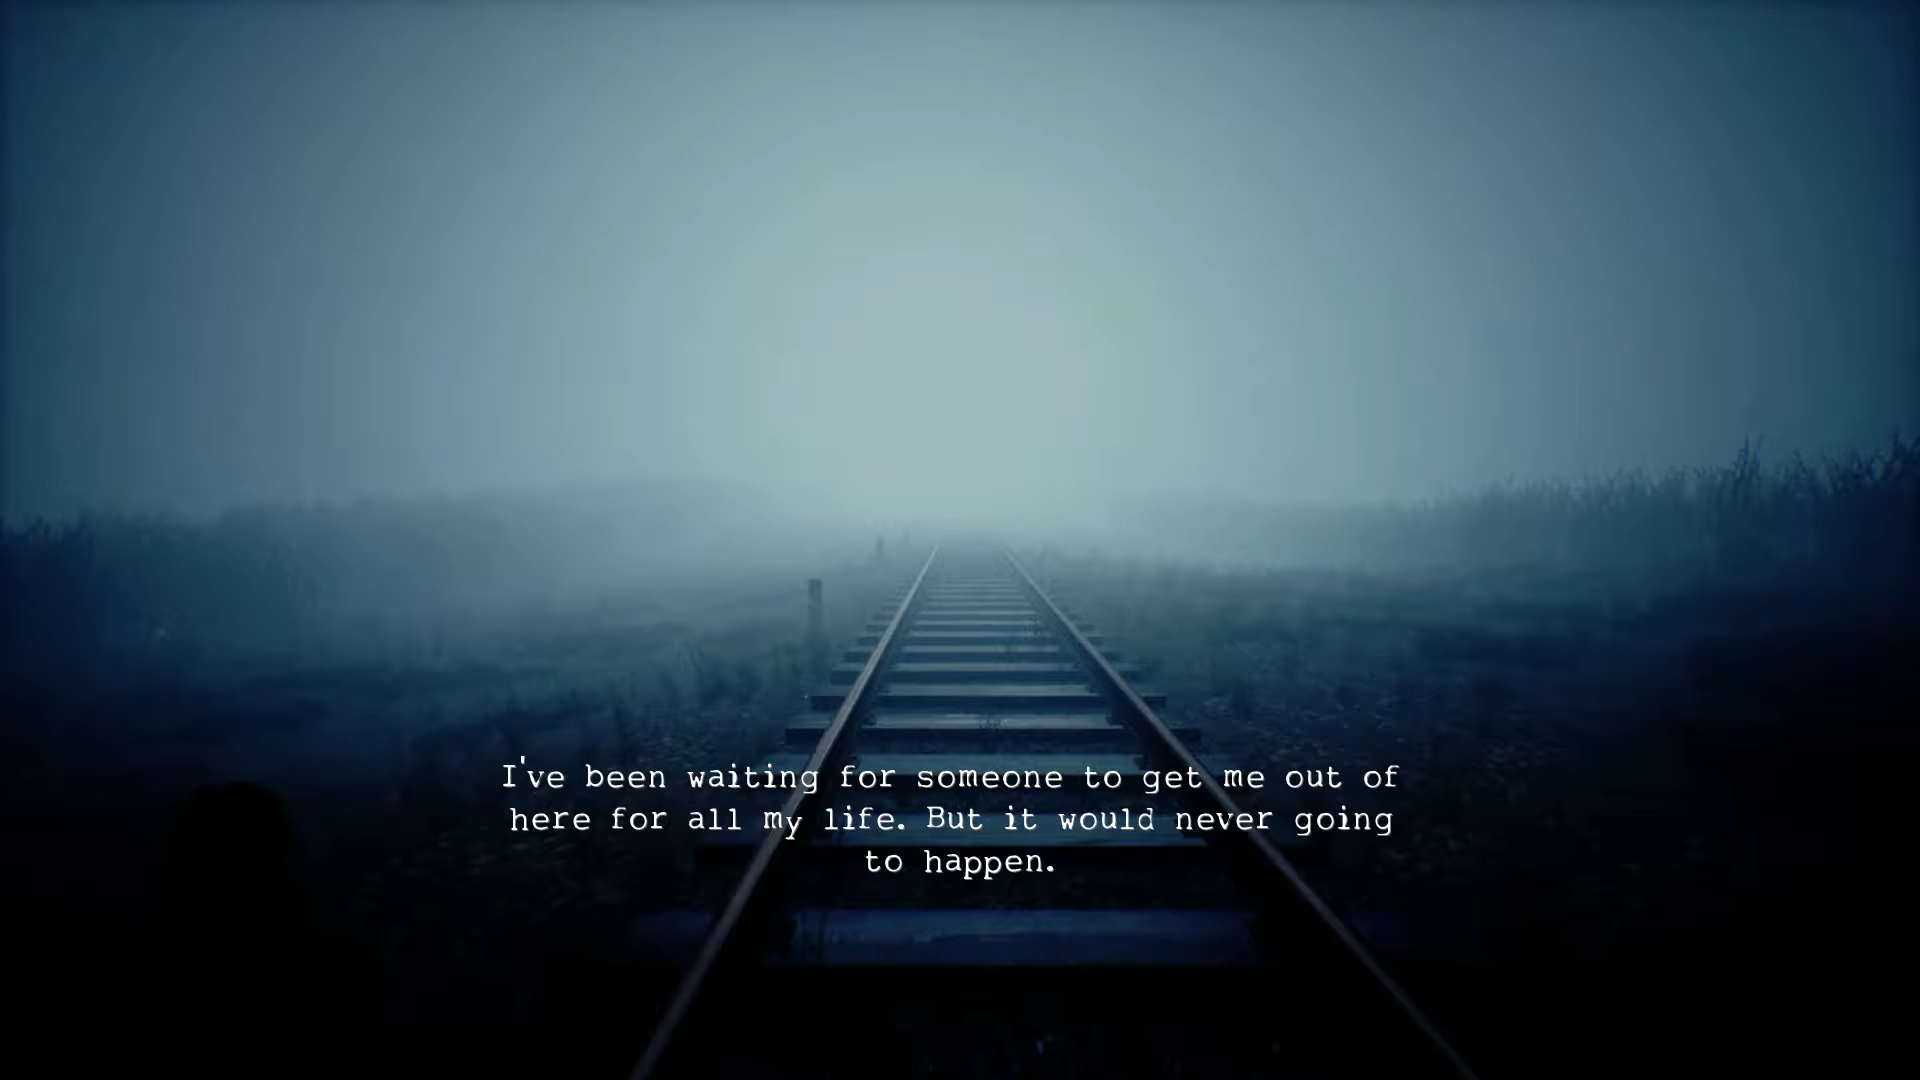 I've been waiting for someone to get me out of
here for all my life. But it would never going
to happen.